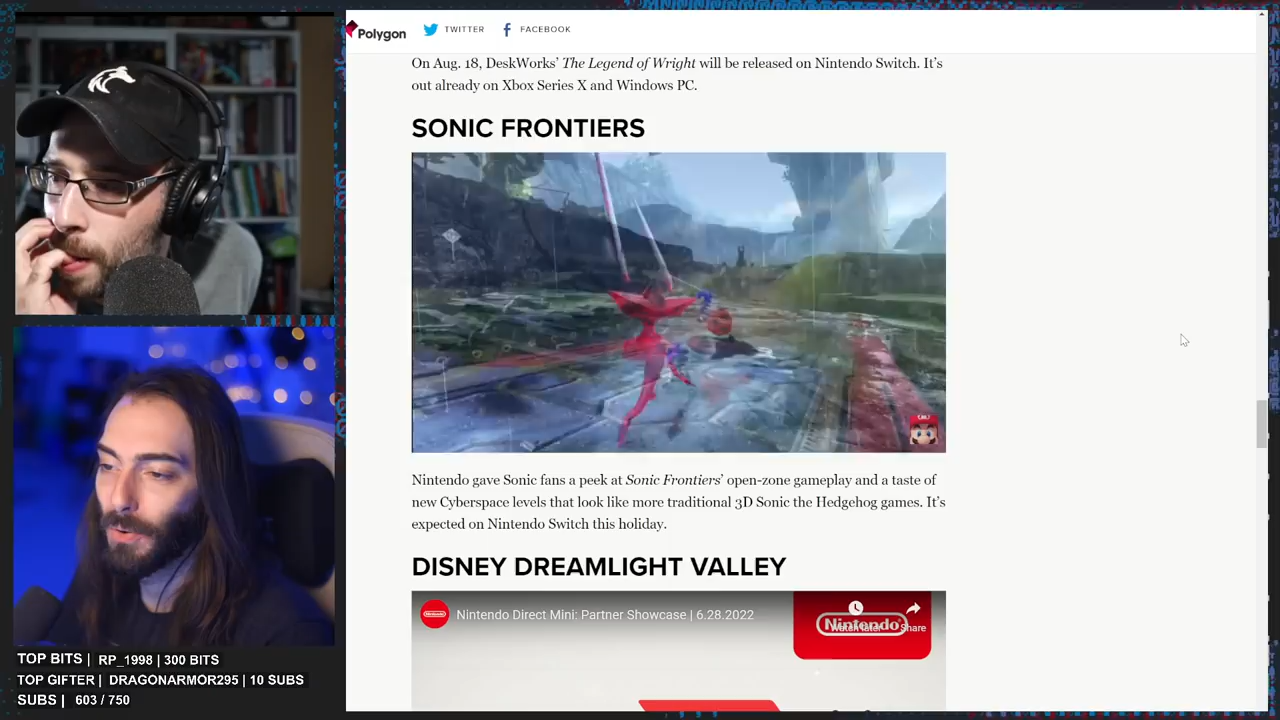 Polygon
TWITTER
FACEBOOK
On Aug. 18, DeskWorks' The Legend of Wright will be released on Nintendo Switch. It's
out already on Xbox Series X and Windows PC.
SONIC FRONTIERS
Nintendo gave Sonic fans a peek at Sonic Frontiers' open-zone gameplay and a taste of
new Cyberspace levels that look like more traditional 3D Sonic the Hedgehog games. It's
expected on Nintendo Switch this holiday.
DISNEY DREAMLIGHT VALLEY
Nintendo Direct Mini: Partner Showcase | 6.28.2022
Nintendo
Watch later
Share
TOP BITS | RP_1998 | 300 BITS
TOP GIFTER | DRAGONARMOR295 | 10 SUBS
SUBS | 603 / 750